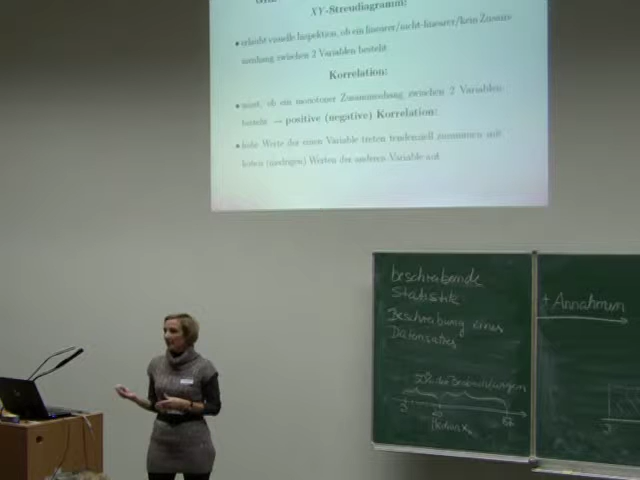 XY-Streudiagramm:
• erlaubt visuelle Inspektion, ob ein linearer/nicht-linearer/kein Zusam
menhang zwischen 2 Variablen besteht
Korrelation:
• misst, ob ein monotoner Zusammenhang zwischen 2 Variablen
besteht → positive (negative) Korrelation:
• hohe Werte der einen Variable treten tendenziell zusammen mit
hohen (niedrigen) Werten der anderen Variable auf
beschreibende
Statistik
Beschreibung eines
Datensatzes
+ Annahmen
50% der Beobachtungen
Median